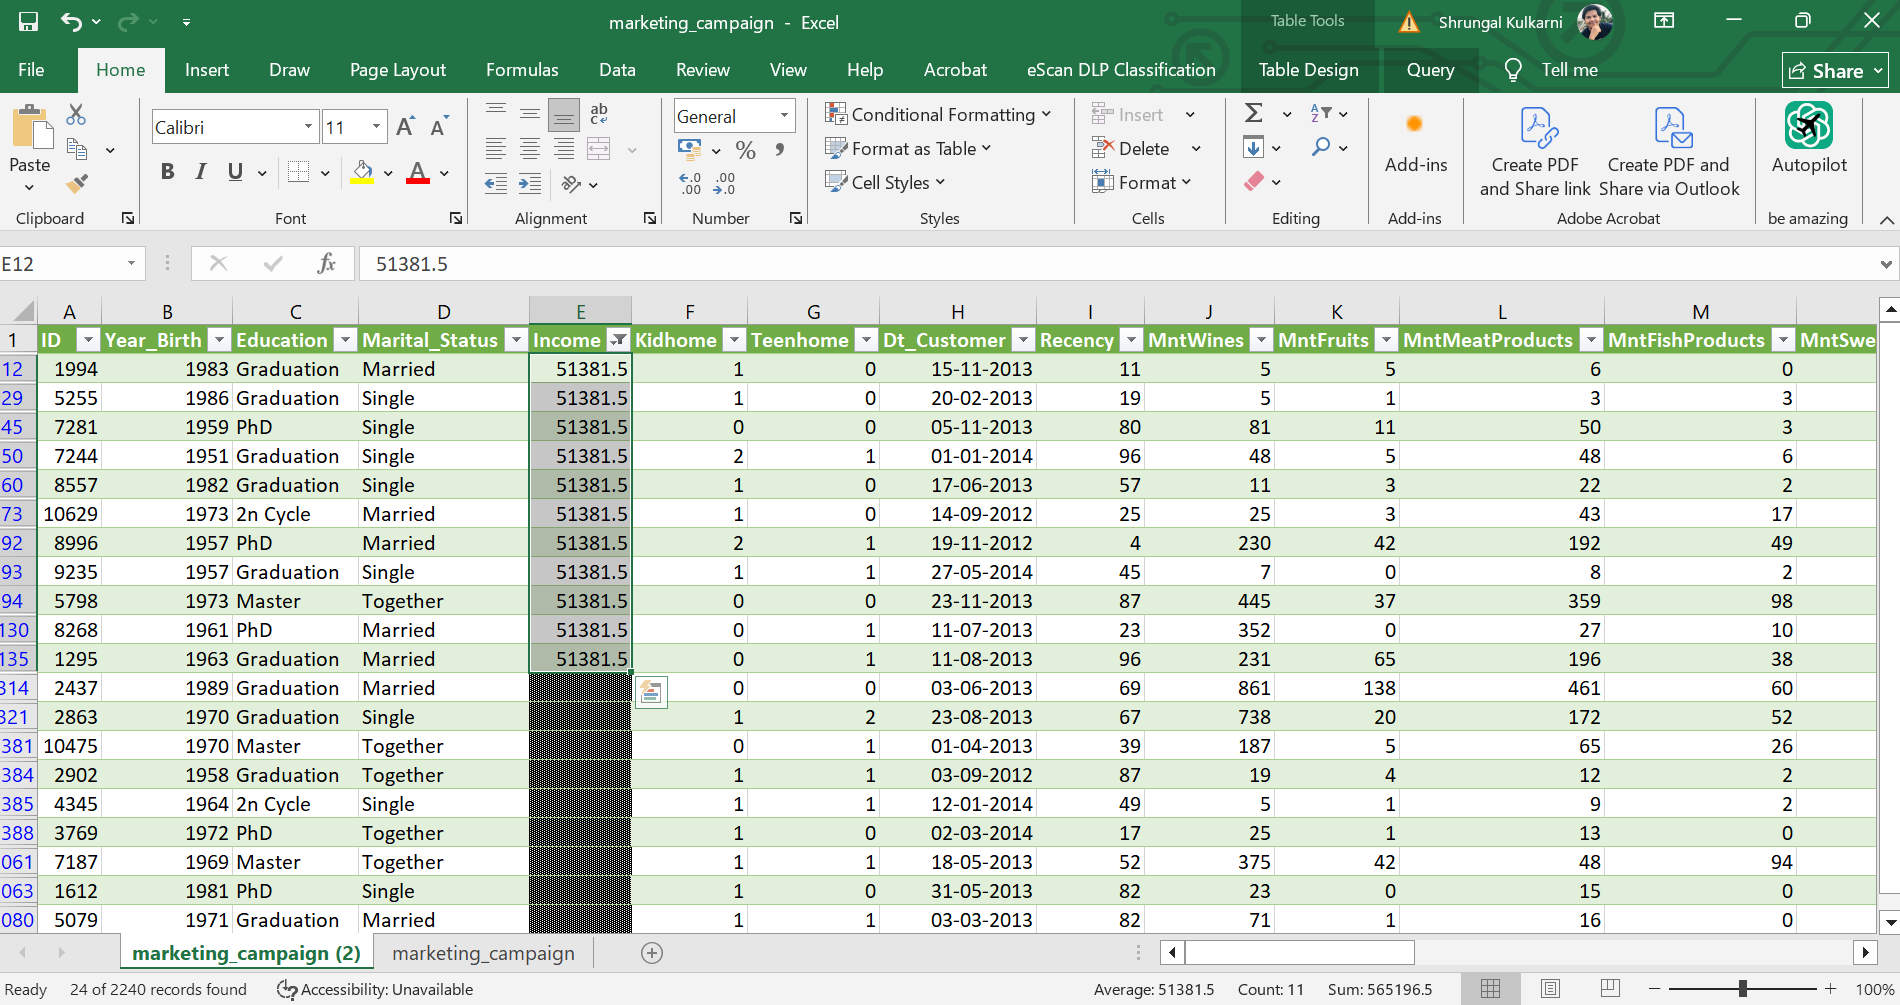 marketing_campaign - Excel
Table Tools
Shrungal Kulkarni
File Home Insert Draw Page Layout Formulas Data Review View Help Acrobat eScan DLP Classification Table Design Query Tell me Share
Paste
Clipboard
Calibri 11
B I U
Font
ab
Alignment
General
% ,
Number
Conditional Formatting
Format as Table
Cell Styles
Styles
Insert
Delete
Format
Cells
Editing
Add-ins
Add-ins
Create PDF
and Share link
Create PDF and
Share via Outlook
Adobe Acrobat
Autopilot
be amazing
E12 fx 51381.5
A B C D E F G H I J K L M
1 ID Year_Birth Education Marital_Status Income Kidhome Teenhome Dt_Customer Recency MntWines MntFruits MntMeatProducts MntFishProducts MntSwe
12 1994 1983 Graduation Married 51381.5 1 0 15-11-2013 11 5 5 6 0
29 5255 1986 Graduation Single 51381.5 1 0 20-02-2013 19 5 1 3 3
45 7281 1959 PhD Single 51381.5 0 0 05-11-2013 80 81 11 50 3
50 7244 1951 Graduation Single 51381.5 2 1 01-01-2014 96 48 5 48 6
60 8557 1982 Graduation Single 51381.5 1 0 17-06-2013 57 11 3 22 2
73 10629 1973 2n Cycle Married 51381.5 1 0 14-09-2012 25 25 3 43 17
92 8996 1957 PhD Married 51381.5 2 1 19-11-2012 4 230 42 192 49
93 9235 1957 Graduation Single 51381.5 1 1 27-05-2014 45 7 0 8 2
94 5798 1973 Master Together 51381.5 0 0 23-11-2013 87 445 37 359 98
130 8268 1961 PhD Married 51381.5 0 1 11-07-2013 23 352 0 27 10
135 1295 1963 Graduation Married 51381.5 0 1 11-08-2013 96 231 65 196 38
314 2437 1989 Graduation Married 0 0 03-06-2013 69 861 138 461 60
321 2863 1970 Graduation Single 1 2 23-08-2013 67 738 20 172 52
381 10475 1970 Master Together 0 1 01-04-2013 39 187 5 65 26
384 2902 1958 Graduation Together 1 1 03-09-2012 87 19 4 12 2
385 4345 1964 2n Cycle Single 1 1 12-01-2014 49 5 1 9 2
388 3769 1972 PhD Together 1 0 02-03-2014 17 25 1 13 0
061 7187 1969 Master Together 1 1 18-05-2013 52 375 42 48 94
063 1612 1981 PhD Single 1 0 31-05-2013 82 23 0 15 0
080 5079 1971 Graduation Married 1 1 03-03-2013 82 71 1 16 0
marketing_campaign (2) marketing_campaign
Ready 24 of 2240 records found Accessibility: Unavailable Average: 51381.5 Count: 11 Sum: 565196.5 100%